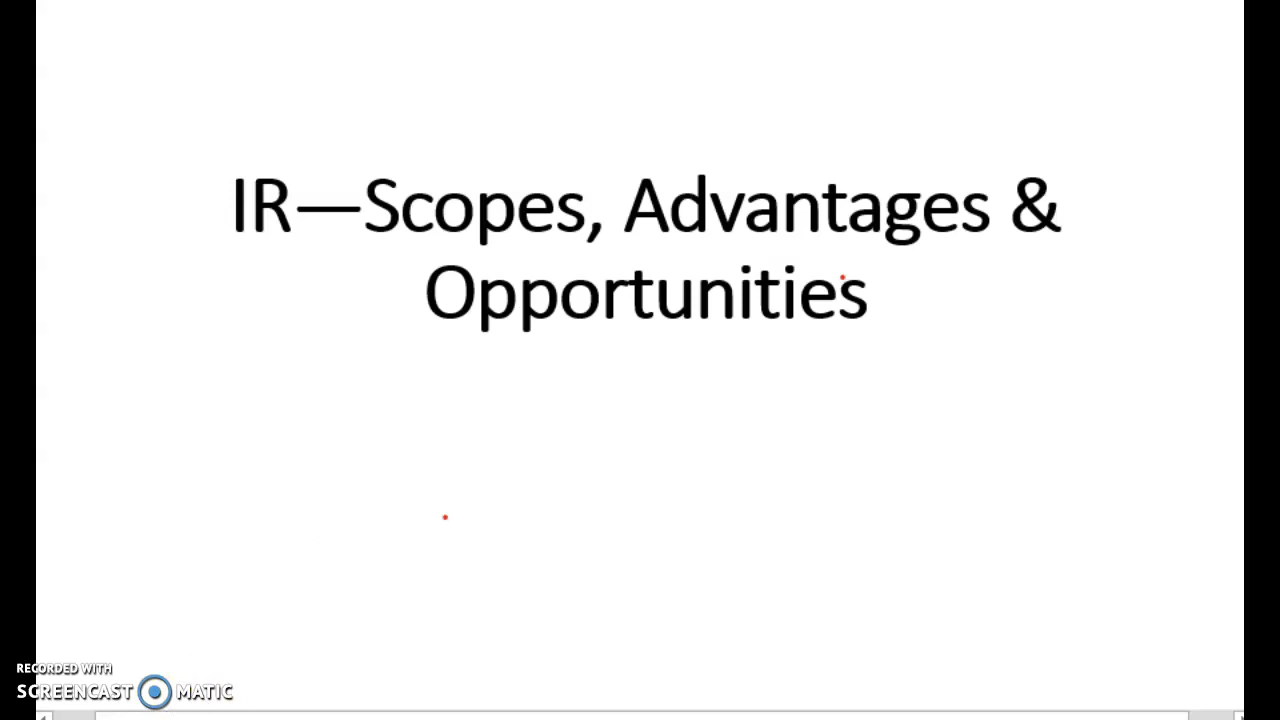 IR—Scopes, Advantages &
Opportunities
RECORDED WITH
SCREENCAST MATIC